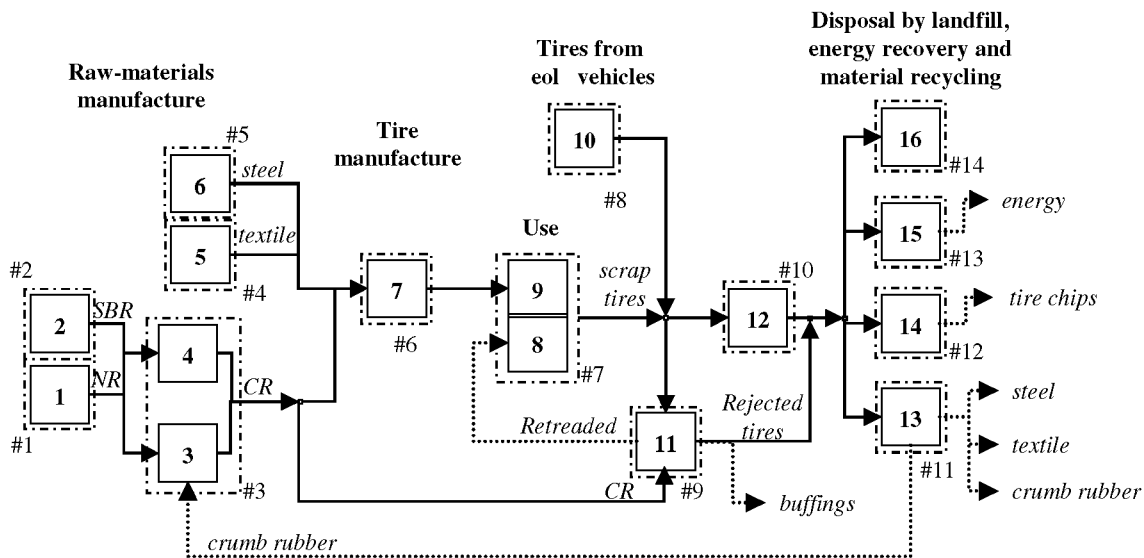 Disposal by landfill,
energy recovery and
material recycling
Tires from
eol vehicles
Raw-materials
manufacture
Tire
manufacture
Use
#5
6
steel
5
textile
#4
#2
2
SBR
1
NR
#1
4
3
CR
#3
7
#6
9
8
#7
10
#8
scrap
tires
#10
12
Retreaded
11
Rejected
tires
CR
#9
buffings
16
#14
15
energy
#13
14
tire chips
#12
13
steel
textile
#11
crumb rubber
crumb rubber